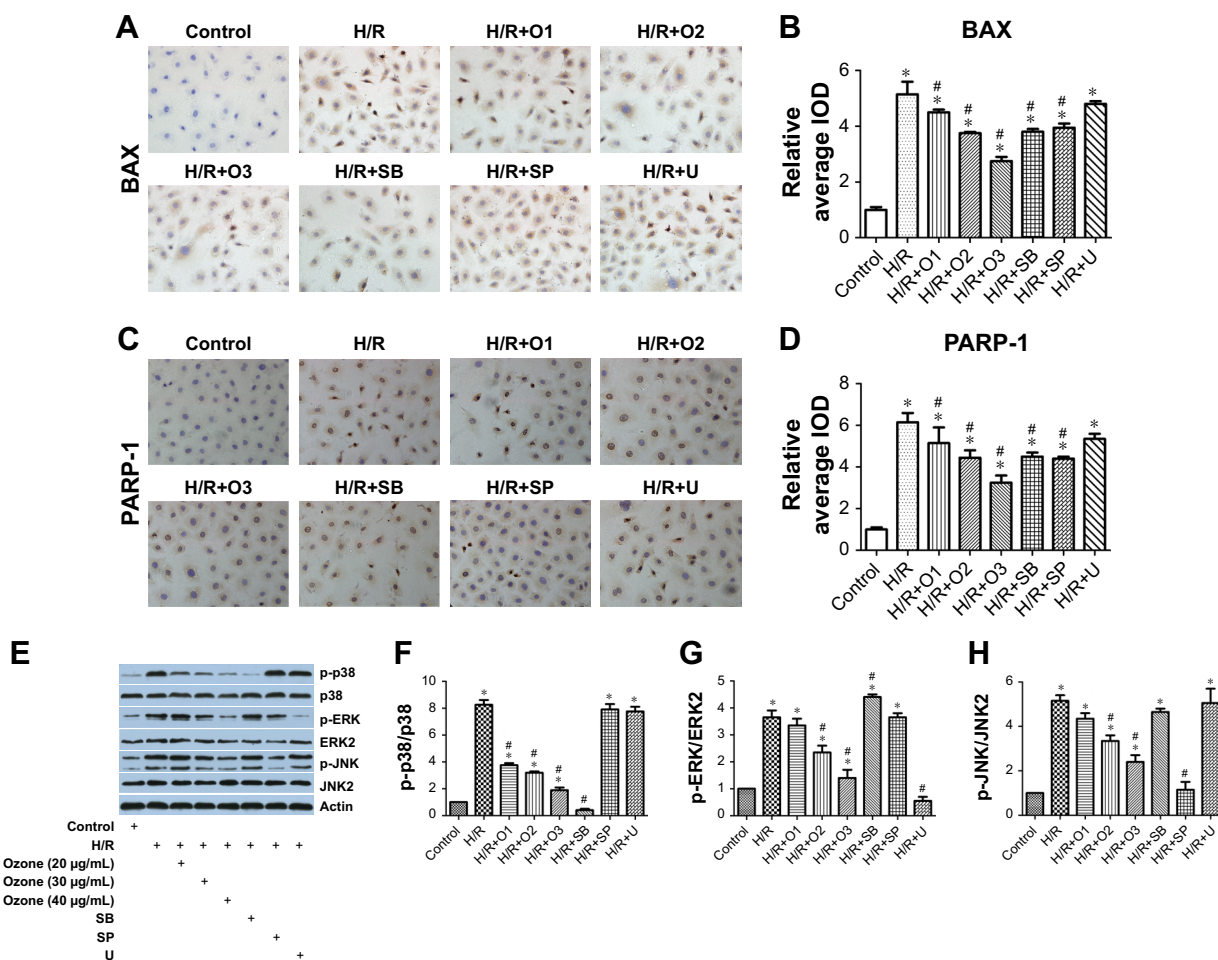 A
Control
H/R
H/R+O1
H/R+O2
BAX
H/R+O3
H/R+SB
H/R+SP
H/R+U
B
BAX
Relative
average IOD
6
4
2
0
*
#
*
#
*
#
*
#
*
#
*
*
Control
H/R
H/R+O1
H/R+O2
H/R+O3
H/R+SB
H/R+SP
H/R+U
C
Control
H/R
H/R+O1
H/R+O2
PARP-1
H/R+O3
H/R+SB
H/R+SP
H/R+U
D
PARP-1
Relative
average IOD
8
6
4
2
0
*
#
*
#
*
#
*
#
*
#
*
*
Control
H/R
H/R+O1
H/R+O2
H/R+O3
H/R+SB
H/R+SP
H/R+U
E
p-p38
p38
p-ERK
ERK2
p-JNK
JNK2
Actin
Control +
H/R + + + + + + +
Ozone (20 µg/mL) +
Ozone (30 µg/mL) +
Ozone (40 µg/mL) +
SB +
SP +
U +
F
p-p38/p38
10
8
6
4
2
0
*
#
*
#
*
#
*
#
*
*
Control
H/R
H/R+O1
H/R+O2
H/R+O3
H/R+SB
H/R+SP
H/R+U
G
p-ERK/ERK2
5
4
3
2
1
0
*
*
#
*
#
*
#
*
*
#
Control
H/R
H/R+O1
H/R+O2
H/R+O3
H/R+SB
H/R+SP
H/R+U
H
p-JNK/JNK2
6
4
2
0
*
*
#
*
#
*
*
#
*
Control
H/R
H/R+O1
H/R+O2
H/R+O3
H/R+SB
H/R+SP
H/R+U